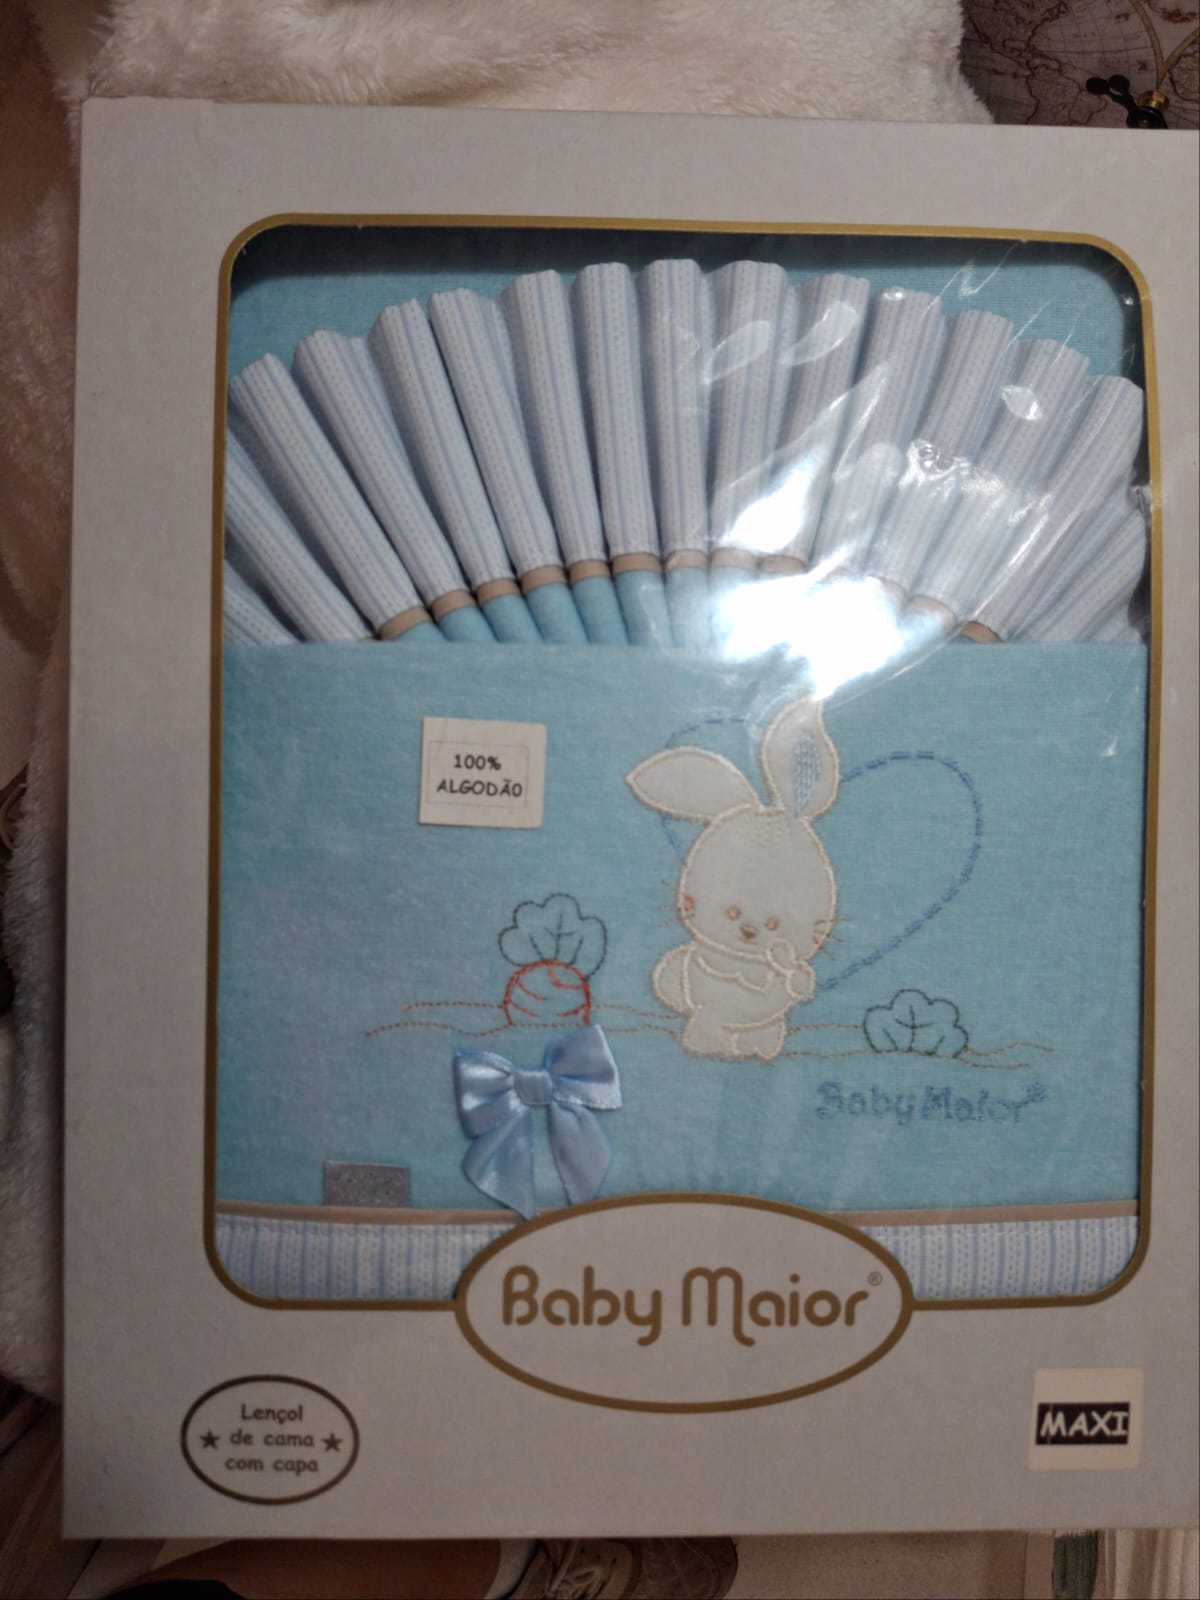 100%
ALGODÃO
Baby Maior
Baby Maior®
Lençol
de cama
com capa
MAXI